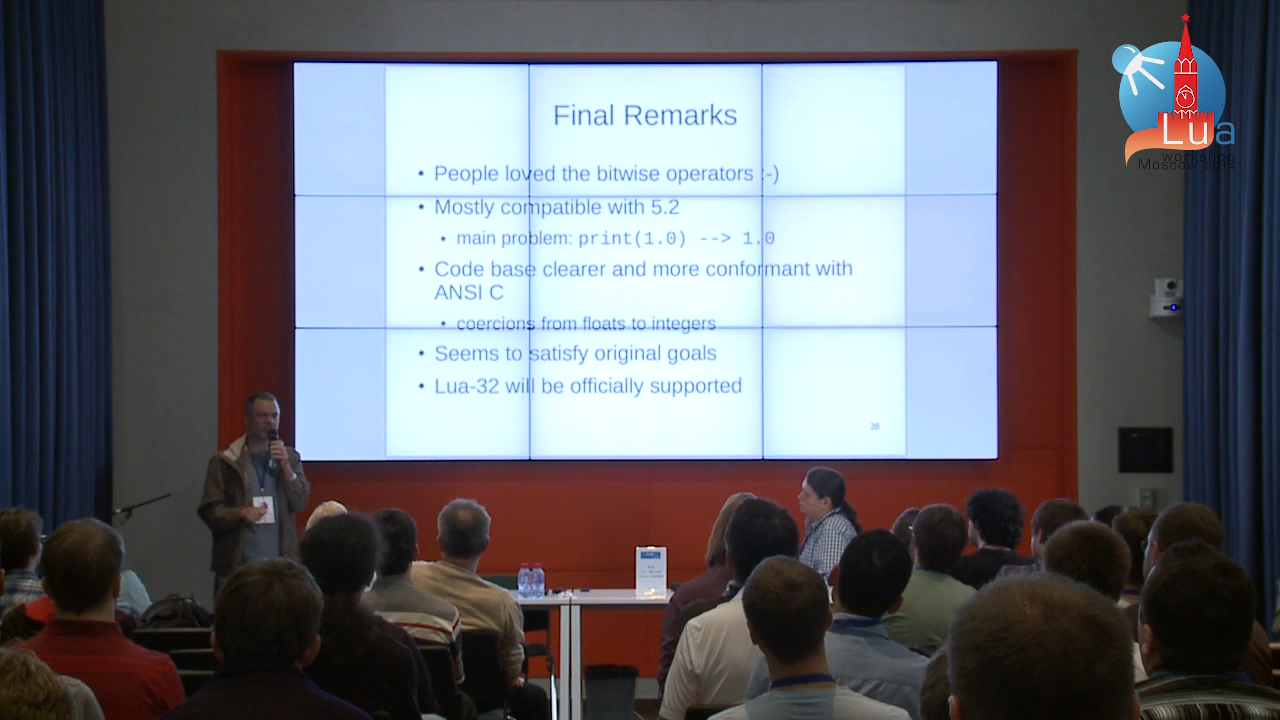 Final Remarks
• People loved the bitwise operators :-)
• Mostly compatible with 5.2
• main problem: print(1.0) --> 1.0
• Code base clearer and more conformant with
ANSI C
• coercions from floats to integers
• Seems to satisfy original goals
• Lua-32 will be officially supported
28
Lua
workshop
Moscow 2014